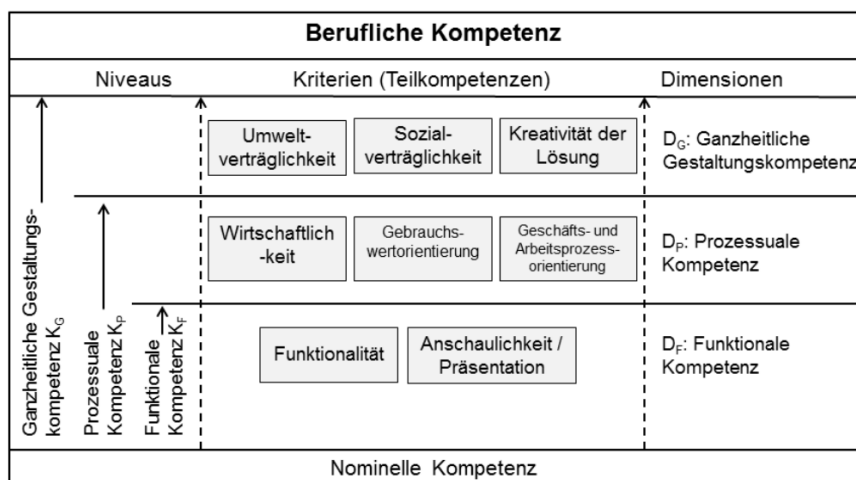 Berufliche Kompetenz
Niveaus
Kriterien (Teilkompetenzen)
Dimensionen
Umwelt-
verträglichkeit
Sozial-
verträglichkeit
Kreativität der
Lösung
D_G: Ganzheitliche
Gestaltungskompetenz
Wirtschaftlich
-keit
Gebrauchs-
wertorientierung
Geschäfts- und
Arbeitsprozess-
orientierung
D_P: Prozessuale
Kompetenz
Funktionalität
Anschaulichkeit /
Präsentation
D_F: Funktionale
Kompetenz
Ganzheitliche Gestaltungs-
kompetenz K_G
Prozessuale
Kompetenz K_P
Funktionale
Kompetenz K_F
Nominelle Kompetenz